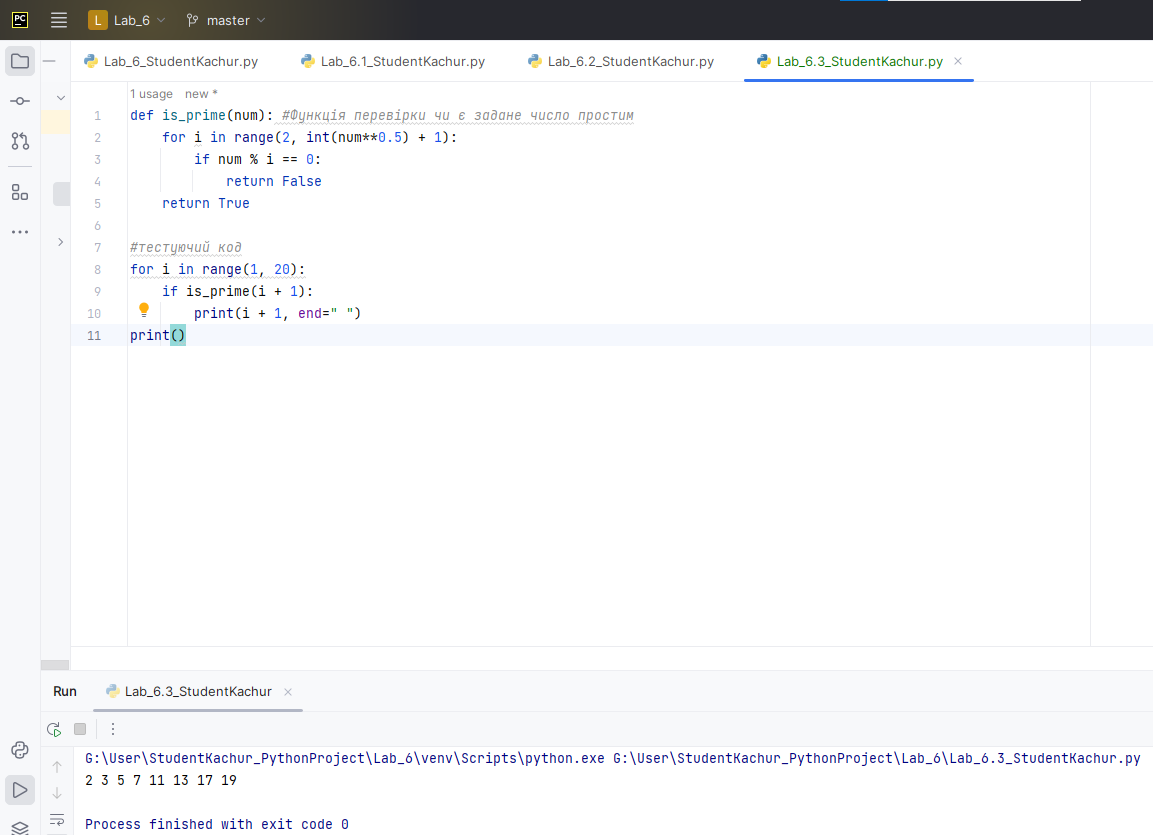 PC L Lab_6 master
Lab_6_StudentKachur.py Lab_6.1_StudentKachur.py Lab_6.2_StudentKachur.py Lab_6.3_StudentKachur.py
1 usage new *
1 def is_prime(num): #Функція перевірки чи є задане число простим
2 for i in range(2, int(num**0.5) + 1):
3 if num % i == 0:
4 return False
5 return True
6
7 #тестуючий код
8 for i in range(1, 20):
9 if is_prime(i + 1):
10 print(i + 1, end=" ")
11 print()
Run Lab_6.3_StudentKachur
G:\User\StudentKachur_PythonProject\Lab_6\venv\Scripts\python.exe G:\User\StudentKachur_PythonProject\Lab_6\Lab_6.3_StudentKachur.py
2 3 5 7 11 13 17 19
Process finished with exit code 0